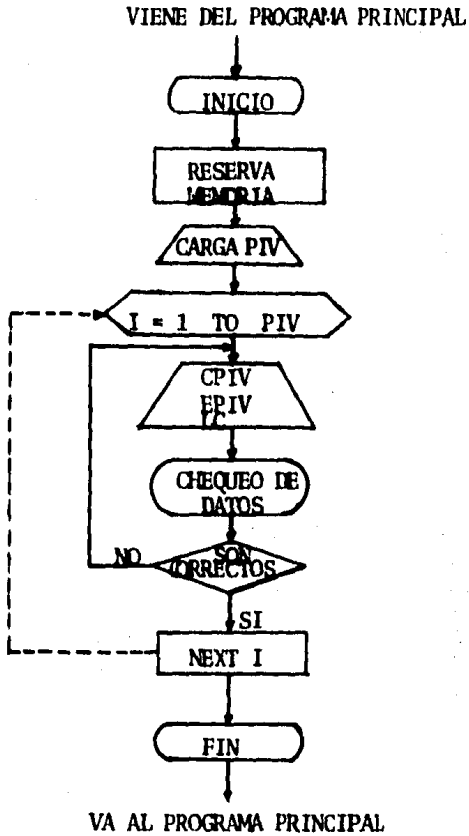 VIENE DEL PROGRAMA PRINCIPAL
INICIO
RESERVA
MEMORIA
CARGA PIV
I = 1 TO PIV
CPIV
EPIV
LC
CHEQUEO DE
DATOS
NO
SON
CORRECTOS
SI
NEXT I
FIN
VA AL PROGRAMA PRINCIPAL